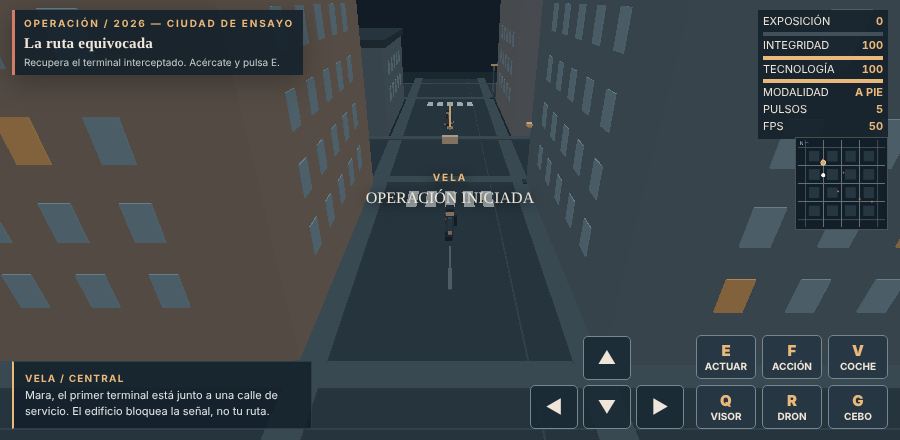 OPERACIÓN / 2026 — CIUDAD DE ENSAYO
La ruta equivocada
Recupera el terminal interceptado. Acércate y pulsa E.
EXPOSICIÓN 0
INTEGRIDAD 100
TECNOLOGÍA 100
MODALIDAD A PIE
PULSOS 5
FPS 50
N
VELA
OPERACIÓN INICIADA
VELA / CENTRAL
Mara, el primer terminal está junto a una calle de
servicio. El edificio bloquea la señal, no tu ruta.
E F V
ACTUAR ACCIÓN COCHE
Q R G
VISOR DRON CEBO